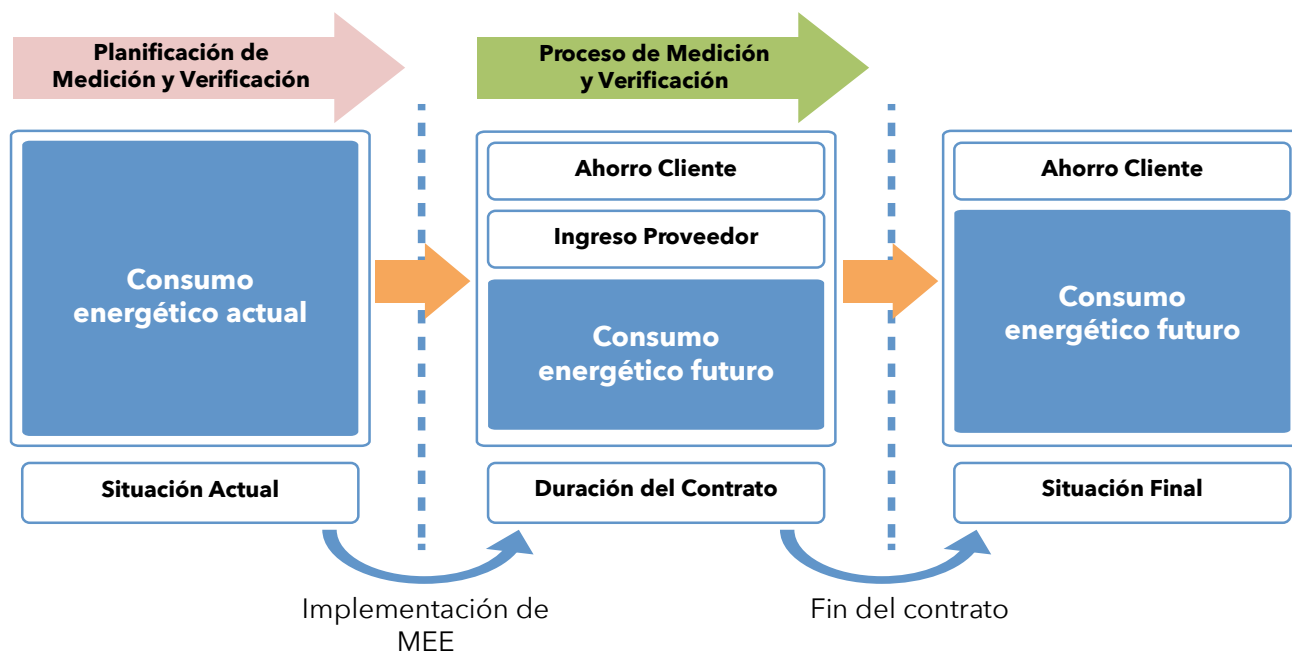 Planificación de
Medición y Verificación
Proceso de Medición
y Verificación
Consumo
energético actual
Situación Actual
Ahorro Cliente
Ingreso Proveedor
Consumo
energético futuro
Duración del Contrato
Ahorro Cliente
Consumo
energético futuro
Situación Final
Implementación de
MEE
Fin del contrato